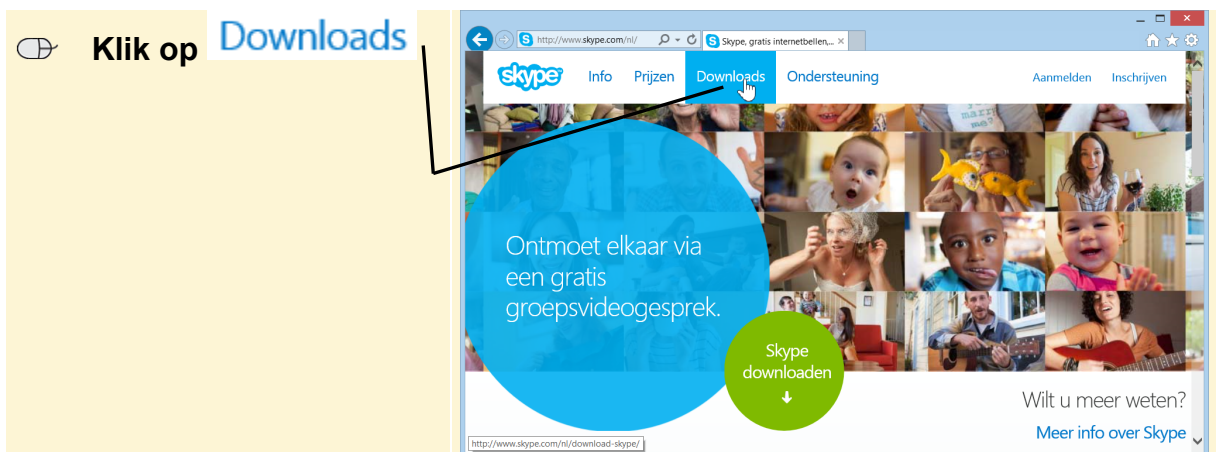 Klik op Downloads
http://www.skype.com/nl/
Skype, gratis internetbellen,...
skype Info Prijzen Downloads Ondersteuning Aanmelden Inschrijven
marry
me?
Ontmoet elkaar via
een gratis
groepsvideogesprek.
Skype
downloaden
Wilt u meer weten?
Meer info over Skype
http://www.skype.com/nl/download-skype/